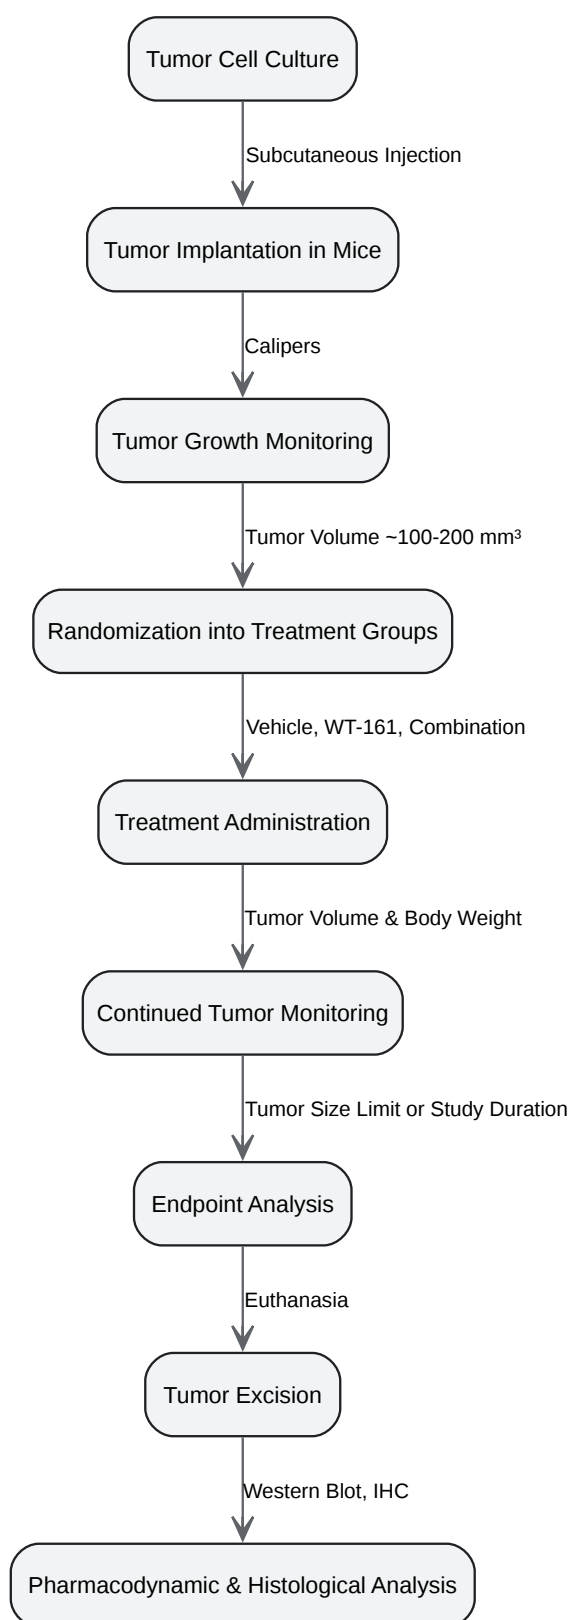 Tumor Cell Culture
Subcutaneous Injection
Tumor Implantation in Mice
Calipers
Tumor Growth Monitoring
Tumor Volume ~100-200 mm³
Randomization into Treatment Groups
Vehicle, WT-161, Combination
Treatment Administration
Tumor Volume & Body Weight
Continued Tumor Monitoring
Tumor Size Limit or Study Duration
Endpoint Analysis
Euthanasia
Tumor Excision
Western Blot, IHC
Pharmacodynamic & Histological Analysis